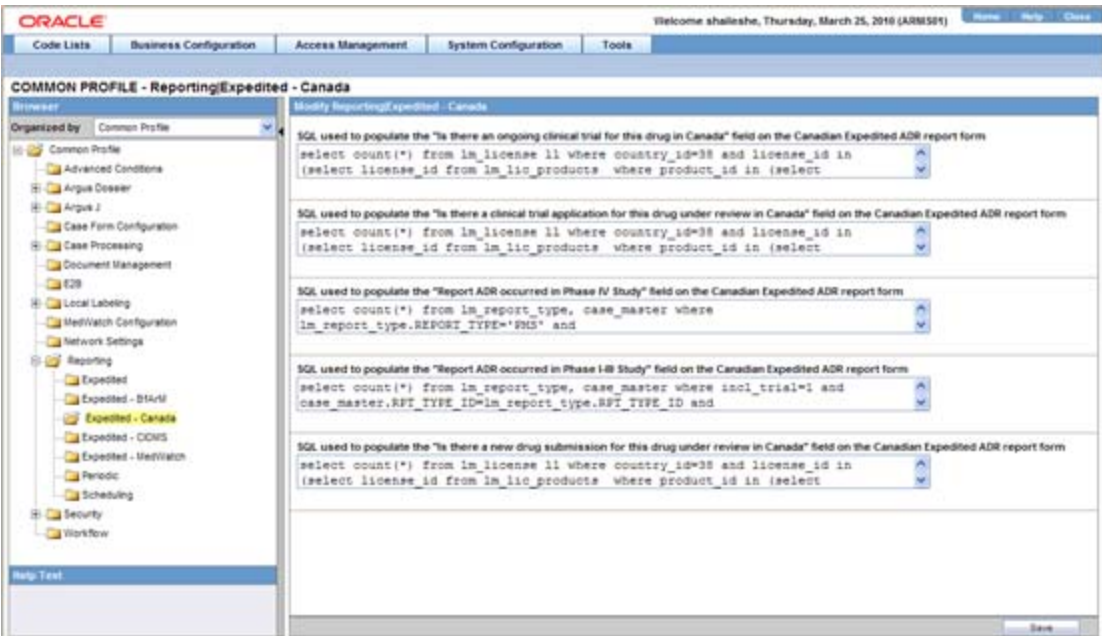 ORACLE
Welcome shaileshe, Thursday, March 25, 2010 (ARMS01)
Home Help Close
Code Lists Business Configuration Access Management System Configuration Tools
COMMON PROFILE - Reporting|Expedited - Canada
Browser
Organized by Common Profile
Common Profile
Advanced Conditions
Argus Dossier
Argus J
Case Form Configuration
Case Processing
Document Management
E2B
Local Labeling
MedWatch Configuration
Network Settings
Reporting
Expedited
Expedited - BfArM
Expedited - Canada
Expedited - CIOMS
Expedited - MedWatch
Periodic
Scheduling
Security
Workflow
Help Text
Modify Reporting|Expedited - Canada
SQL used to populate the "Is there an ongoing clinical trial for this drug in Canada" field on the Canadian Expedited ADR report form
select count(*) from lm_license l1 where country_id=38 and license_id in
(select license_id from lm_lic_products where product_id in (select
SQL used to populate the "Is there a clinical trial application for this drug under review in Canada" field on the Canadian Expedited ADR report form
select count(*) from lm_license l1 where country_id=38 and license_id in
(select license_id from lm_lic_products where product_id in (select
SQL used to populate the "Report ADR occurred in Phase IV Study" field on the Canadian Expedited ADR report form
select count(*) from lm_report_type, case_master where
lm_report_type.REPORT_TYPE='PMS' and
SQL used to populate the "Report ADR occurred in Phase I-III Study" field on the Canadian Expedited ADR report form
select count(*) from lm_report_type, case_master where incl_trial=1 and
case_master.RPT_TYPE_ID=lm_report_type.RPT_TYPE_ID and
SQL used to populate the "Is there a new drug submission for this drug under review in Canada" field on the Canadian Expedited ADR report form
select count(*) from lm_license l1 where country_id=38 and license_id in
(select license_id from lm_lic_products where product_id in (select
Save